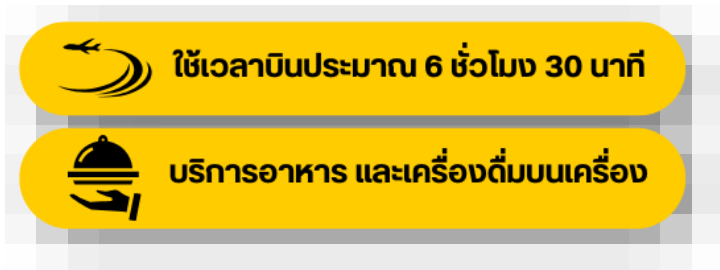 ใช้เวลาบินประมาณ 6 ชั่วโมง 30 นาที
บริการอาหาร และเครื่องดื่มบนเครื่อง